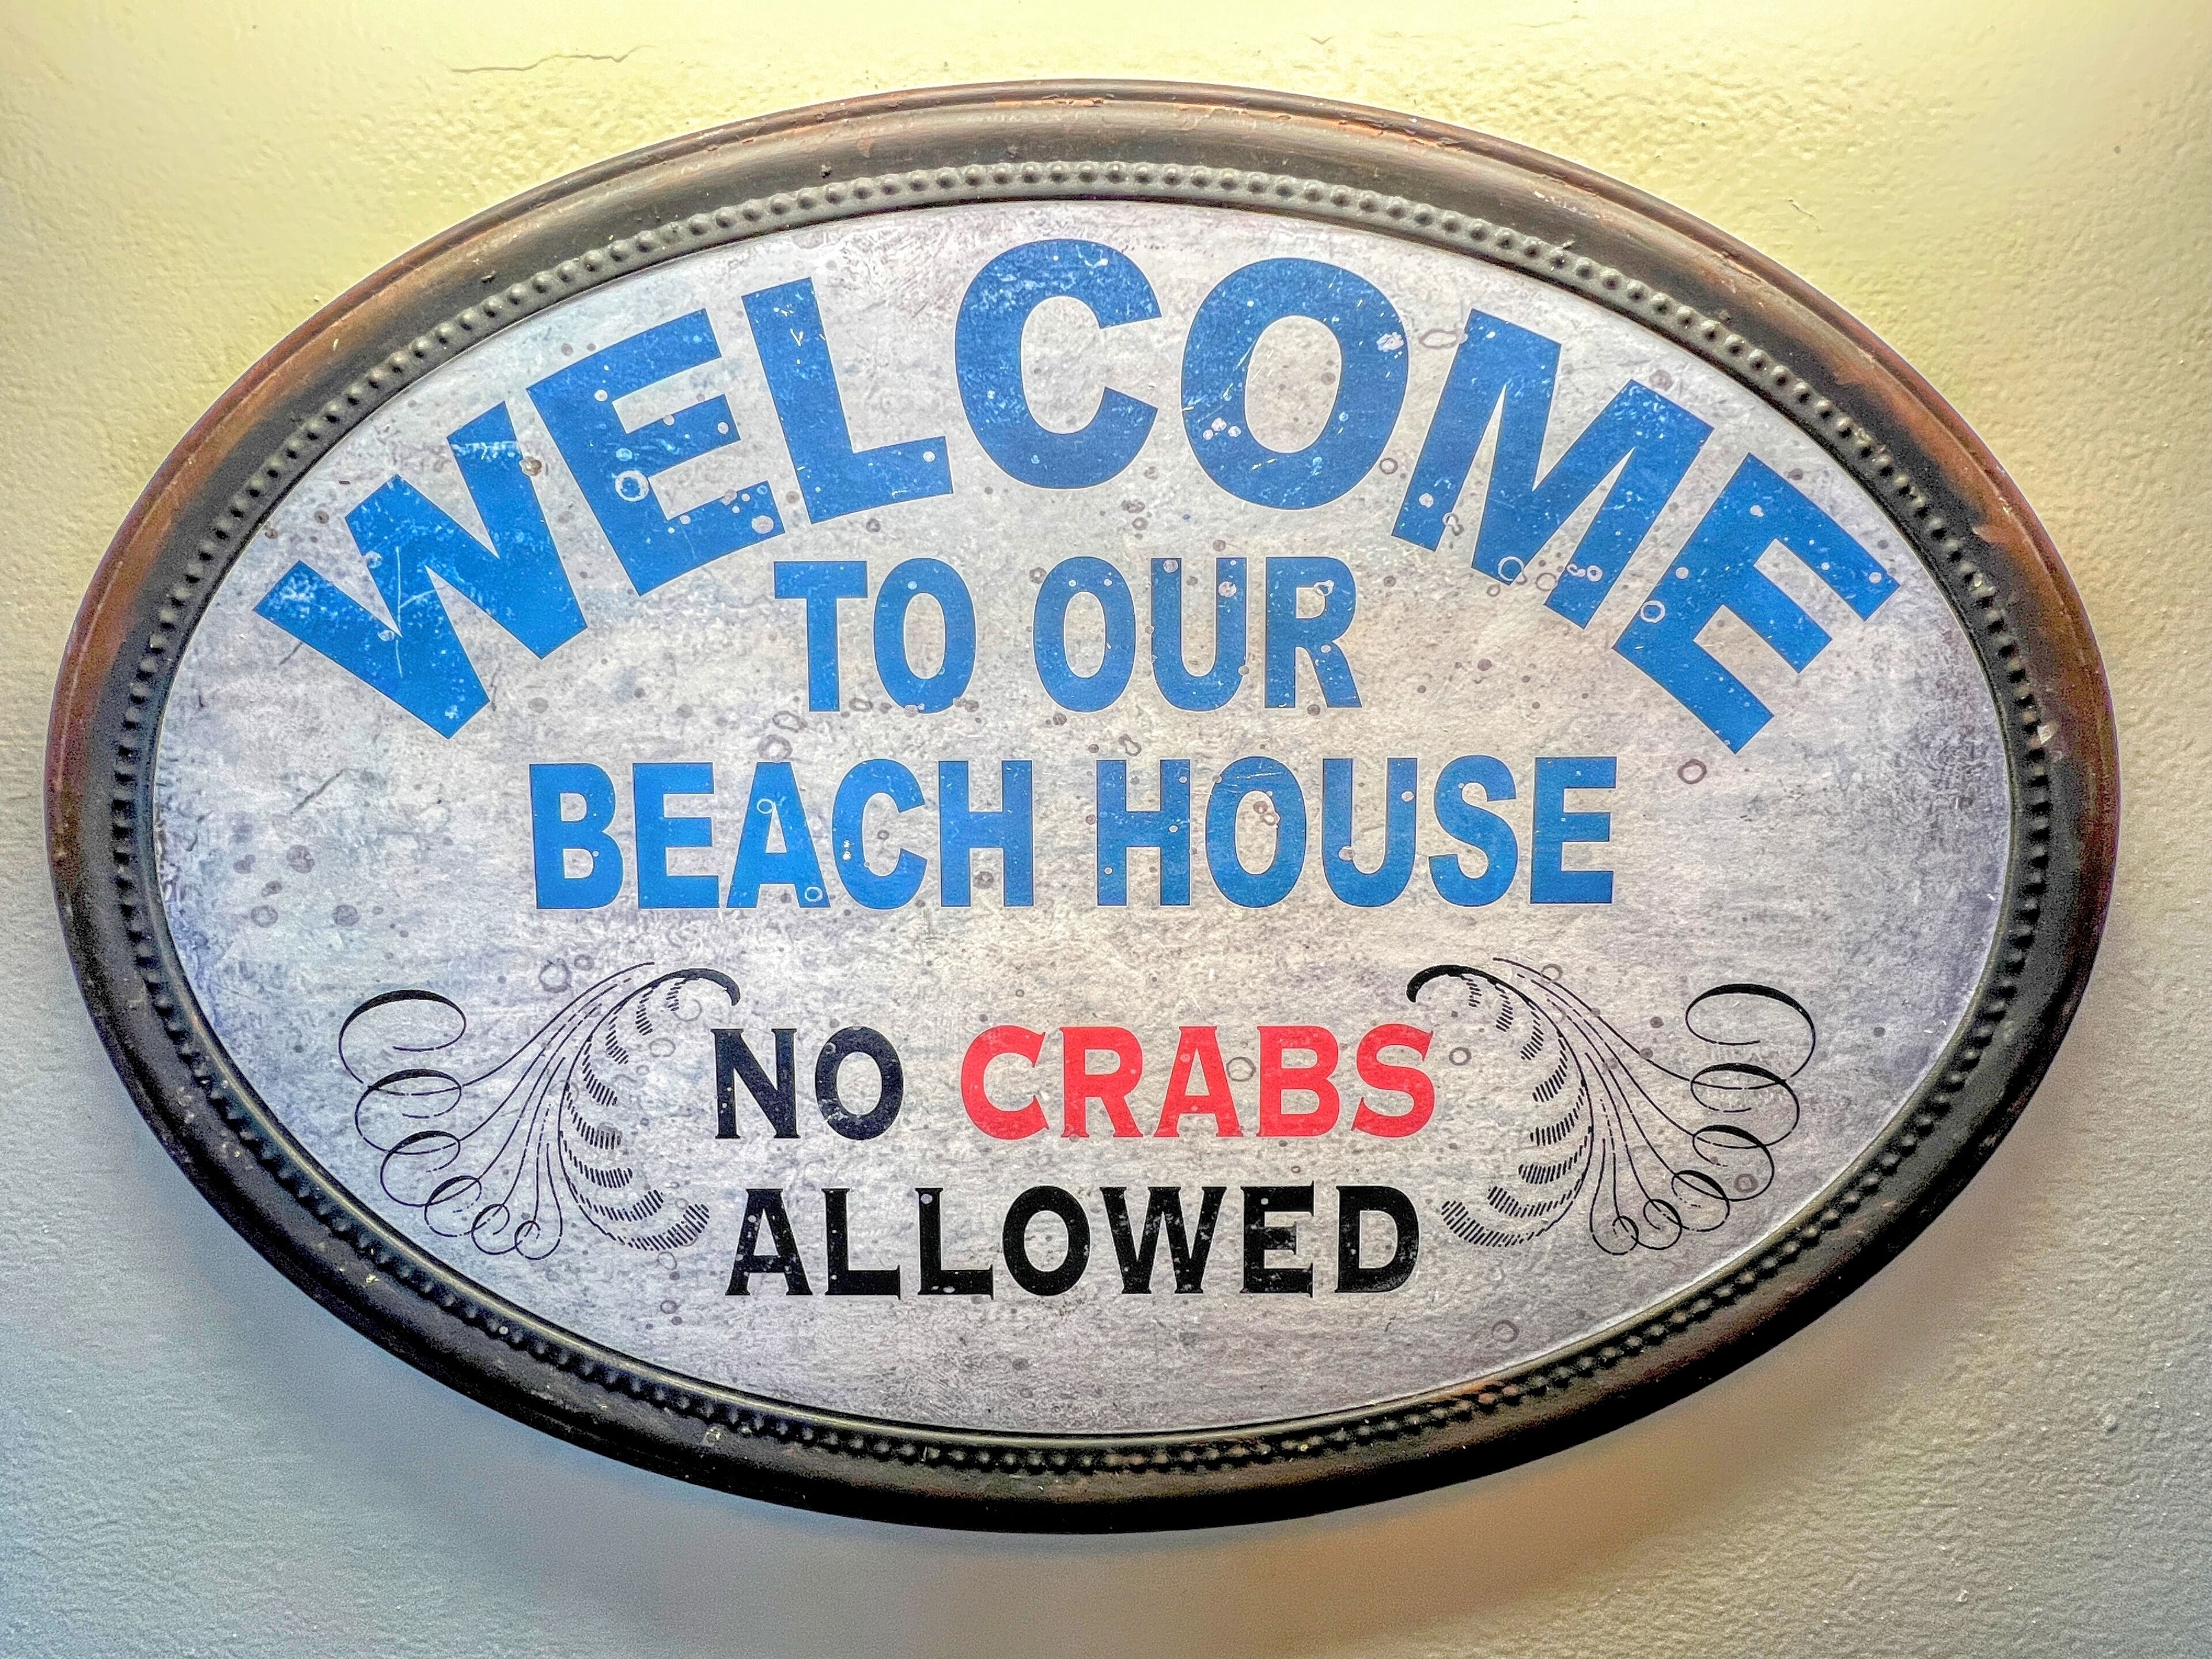 WELCOME
TO OUR
BEACH HOUSE
NO CRABS
ALLOWED